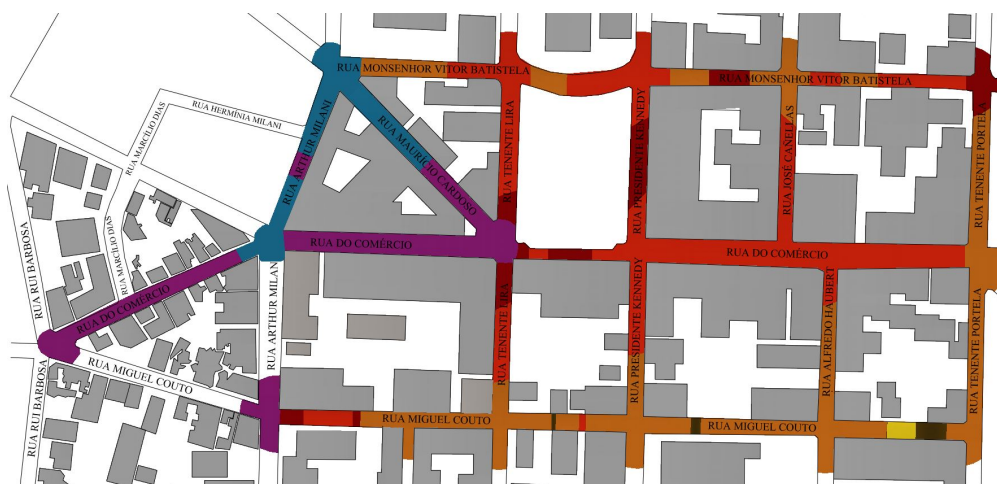 RUA MONSENHOR VITOR BATISTELA
RUA MONSENHOR VITOR BATISTELA
RUA HERMÍNIA MILANI
RUA MARCÍLIO DIAS
RUA ARTHUR MILANI
RUA MAURÍCIO CARDOSO
RUA TENENTE LIRA
RUA PRESIDENTE KENNEDY
RUA JOSÉ CAÑELLAS
RUA TENENTE PORTELA
RUA RUI BARBOSA
RUA MARCÍLIO DIAS
RUA DO COMÉRCIO
RUA DO COMÉRCIO
RUA DO COMÉRCIO
RUA ARTHUR MILANI
RUA TENENTE LIRA
RUA PRESIDENTE KENNEDY
RUA ALFREDO HAUBERT
RUA TENENTE PORTELA
RUA RUI BARBOSA
RUA MIGUEL COUTO
RUA MIGUEL COUTO
RUA MIGUEL COUTO